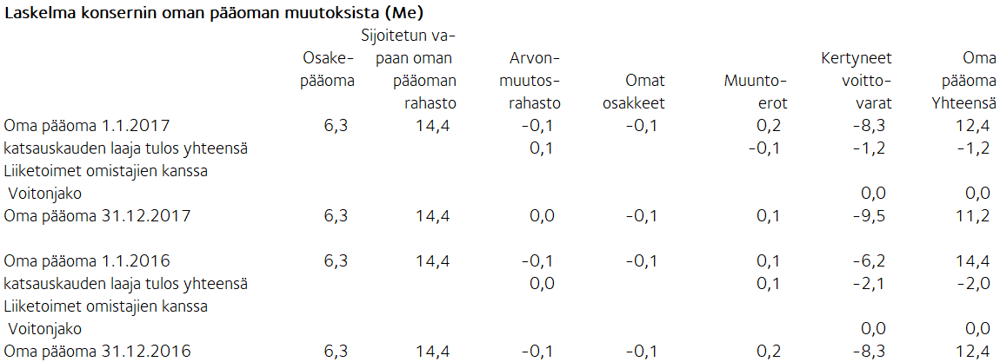 Laskelma konsernin oman pääoman muutoksista (Me)
Sijoitetun va-
Osake- paan oman Arvon- Kertyneet Oma
pääoma pääoman muutos- Omat Muunto- voitto- pääoma
rahasto rahasto osakkeet erot varat Yhteensä
Oma pääoma 1.1.2017 6,3 14,4 -0,1 -0,1 0,2 -8,3 12,4
katsauskauden laaja tulos yhteensä 0,1 -0,1 -1,2 -1,2
Liiketoimet omistajien kanssa
Voitonjako 0,0 0,0
Oma pääoma 31.12.2017 6,3 14,4 0,0 -0,1 0,1 -9,5 11,2
Oma pääoma 1.1.2016 6,3 14,4 -0,1 -0,1 0,1 -6,2 14,4
katsauskauden laaja tulos yhteensä 0,0 0,1 -2,1 -2,0
Liiketoimet omistajien kanssa
Voitonjako 0,0 0,0
Oma pääoma 31.12.2016 6,3 14,4 -0,1 -0,1 0,2 -8,3 12,4